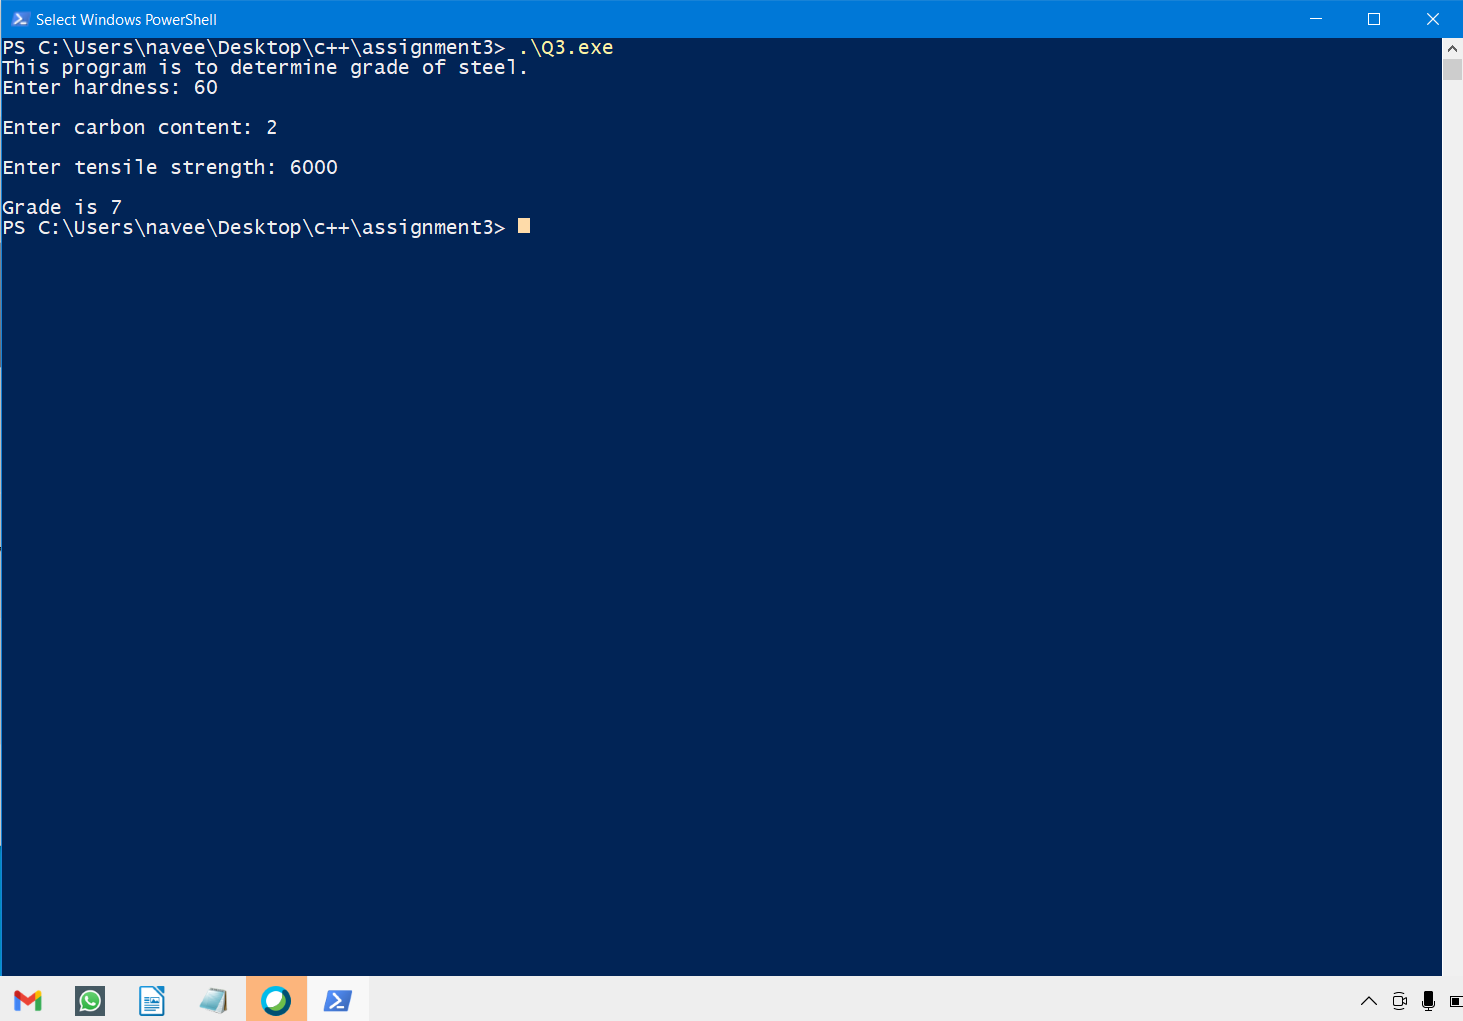 Select Windows PowerShell
PS C:\Users\navee\Desktop\c++\assignment3> .\Q3.exe
This program is to determine grade of steel.
Enter hardness: 60
Enter carbon content: 2
Enter tensile strength: 6000
Grade is 7
PS C:\Users\navee\Desktop\c++\assignment3>